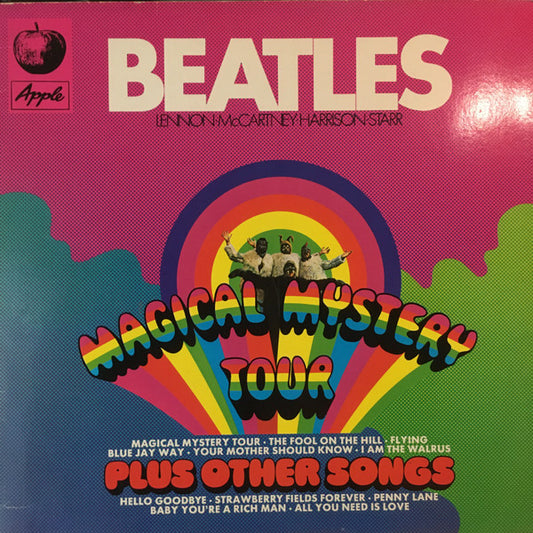 Apple
BEATLES
LENNON·McCARTNEY·HARRISON·STARR
MAGICAL MYSTERY
TOUR
MAGICAL MYSTERY TOUR · THE FOOL ON THE HILL · FLYING
BLUE JAY WAY · YOUR MOTHER SHOULD KNOW · I AM THE WALRUS
PLUS OTHER SONGS
HELLO GOODBYE · STRAWBERRY FIELDS FOREVER · PENNY LANE
BABY YOU'RE A RICH MAN · ALL YOU NEED IS LOVE